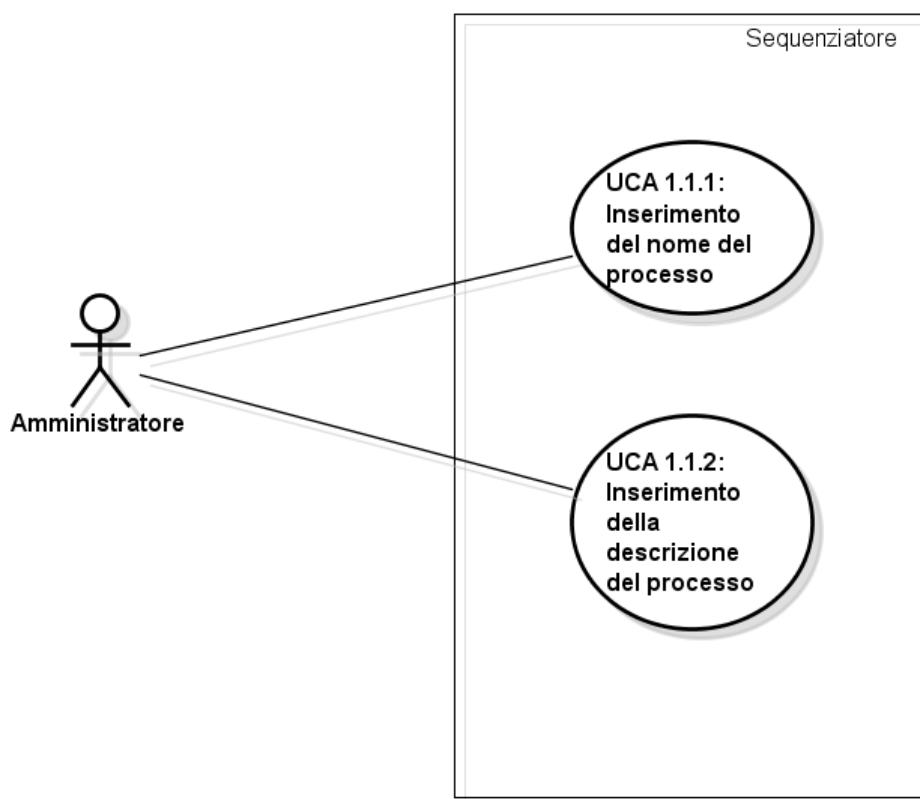 Sequenziatore
UCA 1.1.1:
Inserimento
del nome del
processo
Amministratore
UCA 1.1.2:
Inserimento
della
descrizione
del processo